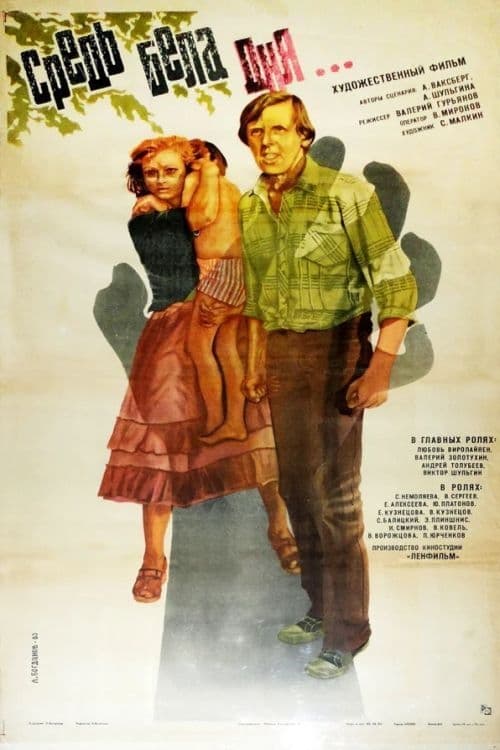 Средь бела дня...
ХУДОЖЕСТВЕННЫЙ ФИЛЬМ
АВТОРЫ СЦЕНАРИЯ: А. ВАКСБЕРГ,
А. ШУЛЬГИНА
РЕЖИССЕР ВАЛЕРИЙ ГУРЬЯНОВ
ОПЕРАТОР В. МИРОНОВ
ХУДОЖНИК С. МАЛКИН
В ГЛАВНЫХ РОЛЯХ:
ЛЮБОВЬ ВИРОЛАЙНЕН,
ВАЛЕРИЙ ЗОЛОТУХИН,
АНДРЕЙ ТОЛУБЕЕВ,
ВИКТОР ШУЛЬГИН
В РОЛЯХ:
С. НЕМОЛЯЕВА, В. СЕРГЕЕВ,
Е. АЛЕКСЕЕВА, Ю. ПЛАТОНОВ,
Е. КУЗНЕЦОВА, В. КУЗНЕЦОВ,
С. БАЛИЦКИЙ, Э. ПЛИНШНИС,
И. СМИРНОВ, В. КОВЕЛЬ,
В. ВОРОЖЦОВА, П. ЮРЧЕНКОВ
ПРОИЗВОДСТВО КИНОСТУДИИ
"ЛЕНФИЛЬМ"
Л. БОГДАНОВ-83